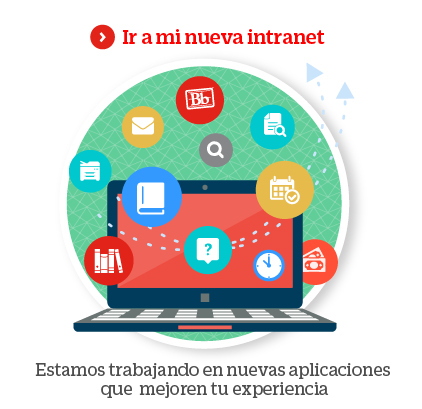 Ir a mi nueva intranet
Bb
?
Estamos trabajando en nuevas aplicaciones
que mejoren tu experiencia